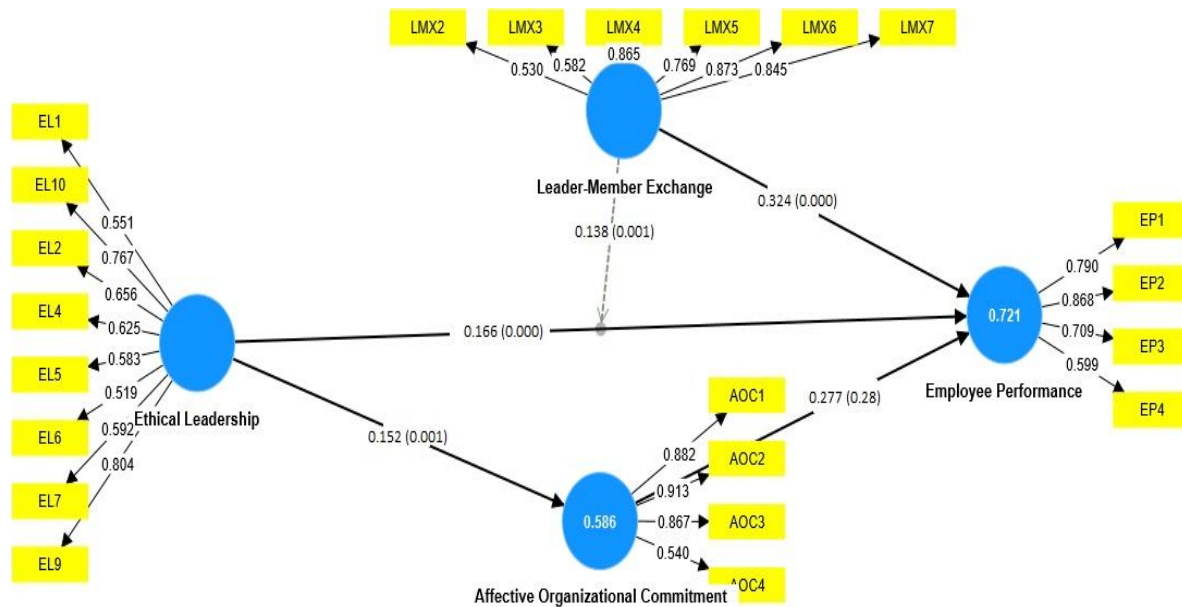 LMX2
LMX3
LMX4
LMX5
LMX6
LMX7
0.530
0.582
0.865
0.769
0.873
0.845
Leader-Member Exchange
EL1
EL10
EL2
EL4
EL5
EL6
EL7
EL9
0.551
0.767
0.656
0.625
0.583
0.519
0.592
0.804
Ethical Leadership
0.138 (0.001)
0.324 (0.000)
0.166 (0.000)
0.152 (0.001)
0.277 (0.28)
0.721
Employee Performance
EP1
EP2
EP3
EP4
0.790
0.868
0.709
0.599
AOC1
AOC2
AOC3
AOC4
0.882
0.913
0.867
0.540
0.586
Affective Organizational Commitment